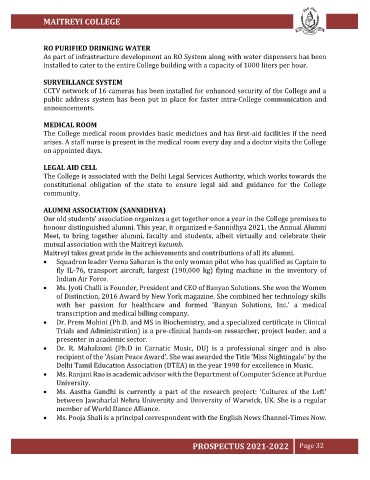 MAITREYI COLLEGE
RO PURIFIED DRINKING WATER
As part of infrastructure development an RO System along with water dispensers has been
installed to cater to the entire College building with a capacity of 1000 liters per hour.
SURVEILLANCE SYSTEM
CCTV network of 16 cameras has been installed for enhanced security of the College and a
public address system has been put in place for faster intra-College communication and
announcements.
MEDICAL ROOM
The College medical room provides basic medicines and has first-aid facilities if the need
arises. A staff nurse is present in the medical room every day and a doctor visits the College
on appointed days.
LEGAL AID CELL
The College is associated with the Delhi Legal Services Authority, which works towards the
constitutional obligation of the state to ensure legal aid and guidance for the College
community.
ALUMNI ASSOCIATION (SANNIDHYA)
Our old students' association organizes a get together once a year in the College premises to
honour distinguished alumni. This year, it organized e-Sannidhya 2021, the Annual Alumni
Meet, to bring together alumni, faculty and students, albeit virtually and celebrate their
mutual association with the Maitreyi kutumb.
Maitreyi takes great pride in the achievements and contributions of all its alumni.
• Squadron leader Veena Saharan is the only woman pilot who has qualified as Captain to
fly IL-76, transport aircraft, largest (190,000 kg) flying machine in the inventory of
Indian Air Force.
• Ms. Jyoti Challi is Founder, President and CEO of Banyan Solutions. She won the Women
of Distinction, 2016 Award by New York magazine. She combined her technology skills
with her passion for healthcare and formed 'Banyan Solutions, Inc.' a medical
transcription and medical billing company.
• Dr. Prem Mohini (Ph.D. and MS in Biochemistry, and a specialized certificate in Clinical
Trials and Administration) is a pre-clinical hands-on researcher, project leader, and a
presenter in academic sector.
• Dr. R. Mahalaxmi (Ph.D in Carnatic Music, DU) is a professional singer and is also
recipient of the 'Asian Peace Award'. She was awarded the Title 'Miss Nightingale' by the
Delhi Tamil Education Association (DTEA) in the year 1998 for excellence in Music.
• Ms. Ranjani Rao is academic advisor with the Department of Computer Science at Purdue
University.
• Ms. Aastha Gandhi is currently a part of the research project: 'Cultures of the Left'
between Jawaharlal Nehru University and University of Warwick, UK. She is a regular
member of World Dance Alliance.
• Ms. Pooja Shali is a principal correspondent with the English News Channel-Times Now.
PROSPECTUS 2021-2022 Page 32